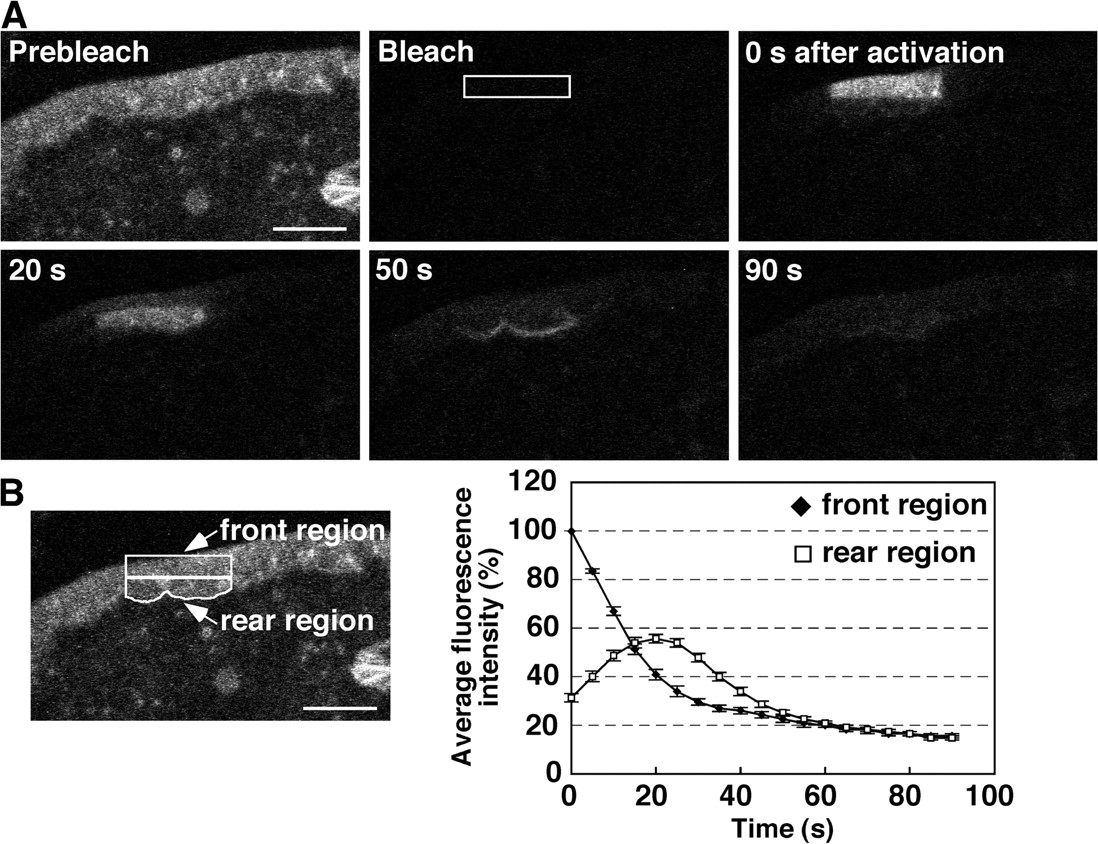 A
Prebleach
Bleach
0 s after activation
20 s
50 s
90 s
B
front region
rear region
Average fluorescence
intensity (%)
120
100
80
60
40
20
0
front region
rear region
0 20 40 60 80 100
Time (s)